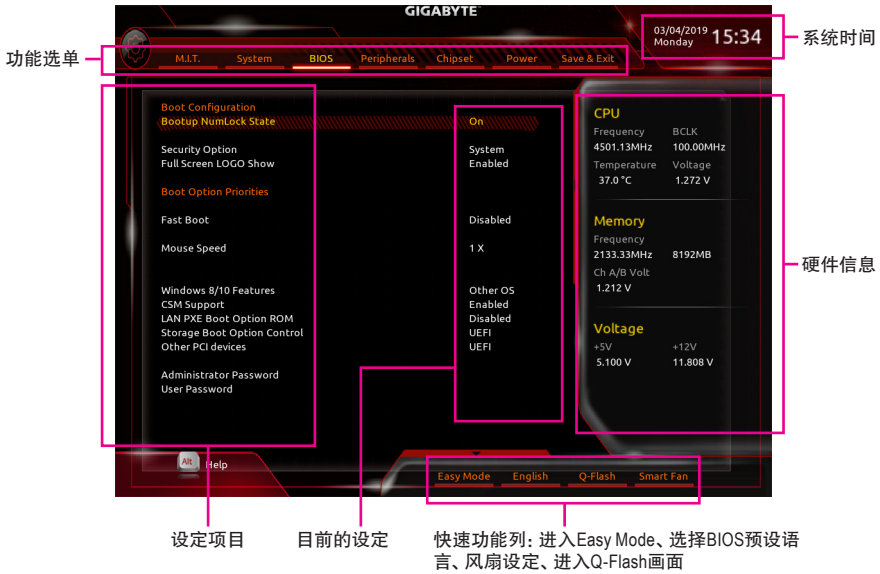 GIGABYTE
03/04/2019
Monday
15:34
系统时间
功能选单
M.I.T. System BIOS Peripherals Chipset Power Save & Exit
Boot Configuration
Bootup NumLock State On
Security Option System
Full Screen LOGO Show Enabled
Boot Option Priorities
Fast Boot Disabled
Mouse Speed 1 X
Windows 8/10 Features Other OS
CSM Support Enabled
LAN PXE Boot Option ROM Disabled
Storage Boot Option Control UEFI
Other PCI devices UEFI
Administrator Password
User Password
CPU
Frequency BCLK
4501.13MHz 100.00MHz
Temperature Voltage
37.0 °C 1.272 V
Memory
Frequency
2133.33MHz 8192MB
Ch A/B Volt
1.212 V
Voltage
+5V +12V
5.100 V 11.808 V
硬件信息
Alt Help
Easy Mode English Q-Flash Smart Fan
设定项目
目前的设定
快速功能列: 进入Easy Mode、选择BIOS预设语
言、风扇设定、进入Q-Flash画面